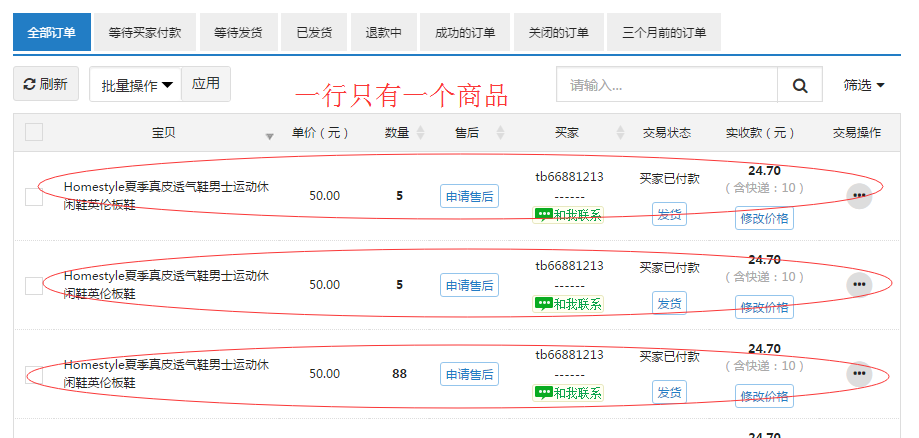 全部订单 等待买家付款 等待发货 已发货 退款中 成功的订单 关闭的订单 三个月前的订单
刷新 批量操作 应用 一行只有一个商品 请输入... 筛选
宝贝 单价（元） 数量 售后 买家 交易状态 实收款（元） 交易操作
Homestyle夏季真皮透气鞋男士运动休
闲鞋英伦板鞋
50.00
5
申请售后
tb66881213
------
和我联系
买家已付款
发货
24.70
（含快递：10）
修改价格
Homestyle夏季真皮透气鞋男士运动休
闲鞋英伦板鞋
50.00
5
申请售后
tb66881213
------
和我联系
买家已付款
发货
24.70
（含快递：10）
修改价格
Homestyle夏季真皮透气鞋男士运动休
闲鞋英伦板鞋
50.00
88
申请售后
tb66881213
------
和我联系
买家已付款
发货
24.70
（含快递：10）
修改价格
24.70